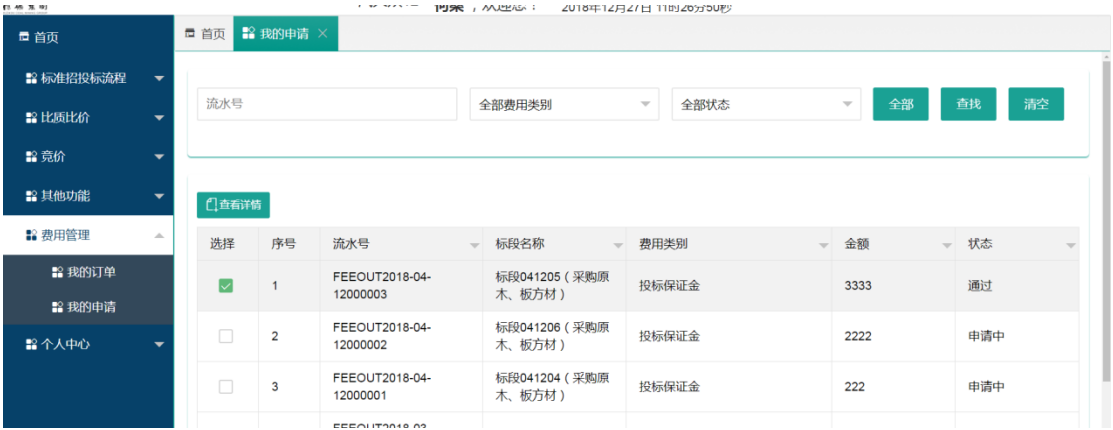 2018年12月27日 11时26分50秒
首页
标准招投标流程
比质比价
竞价
其他功能
费用管理
我的订单
我的申请
个人中心
首页 我的申请
流水号 全部费用类别 全部状态 全部 查找 清空
查看详情
选择 序号 流水号 标段名称 费用类别 金额 状态
1 FEEOUT2018-04-12000003 标段041205（采购原木、板方材） 投标保证金 3333 通过
2 FEEOUT2018-04-12000002 标段041206（采购原木、板方材） 投标保证金 2222 申请中
3 FEEOUT2018-04-12000001 标段041204（采购原木、板方材） 投标保证金 222 申请中
FEEOUT2018-03-